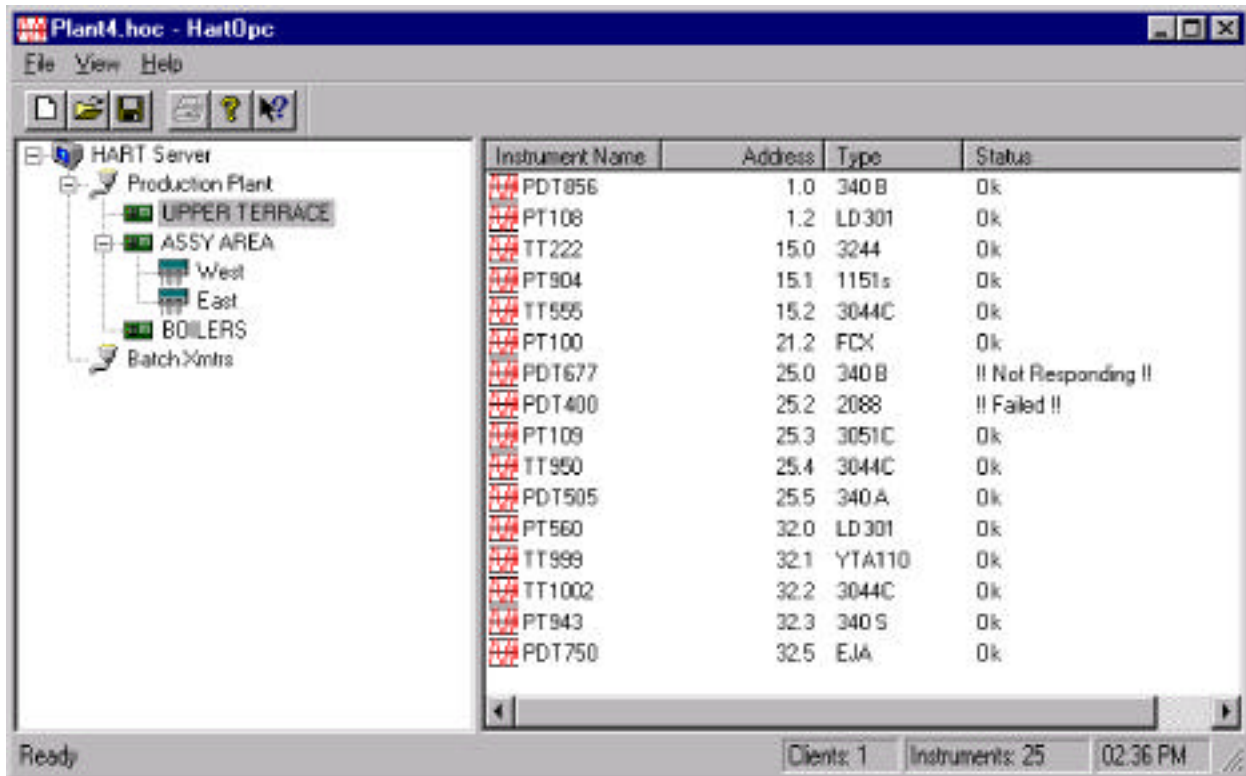 Plant4.hoc - HartOpc
File View Help
HART Server
Production Plant
UPPER TERRACE
ASSY AREA
West
East
BOILERS
Batch Xmtrs
Instrument Name Address Type Status
PDT856 1.0 340 B Ok
PT108 1.2 LD301 Ok
TT222 15.0 3244 Ok
PT904 15.1 1151s Ok
TT555 15.2 3044C Ok
PT100 21.2 FCX Ok
PDT677 25.0 340 B !! Not Responding !!
PDT400 25.2 2088 !! Failed !!
PT109 25.3 3051C Ok
TT950 25.4 3044C Ok
PDT505 25.5 340 A Ok
PT560 32.0 LD301 Ok
TT999 32.1 YTA110 Ok
TT1002 32.2 3044C Ok
PT943 32.3 340 S Ok
PDT750 32.5 EJA Ok
Ready Clients: 1 Instruments: 25 02:36 PM